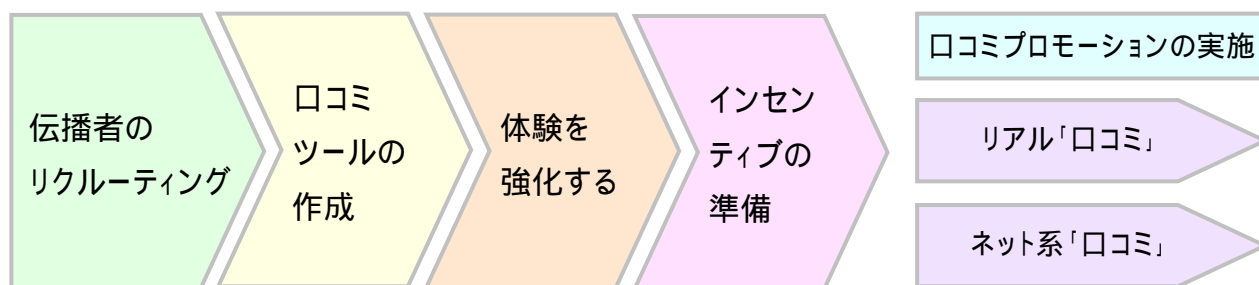 伝播者の
リクルーティング
口コミ
ツールの
作成
体験を
強化する
インセン
ティブの
準備
口コミプロモーションの実施
リアル「口コミ」
ネット系「口コミ」